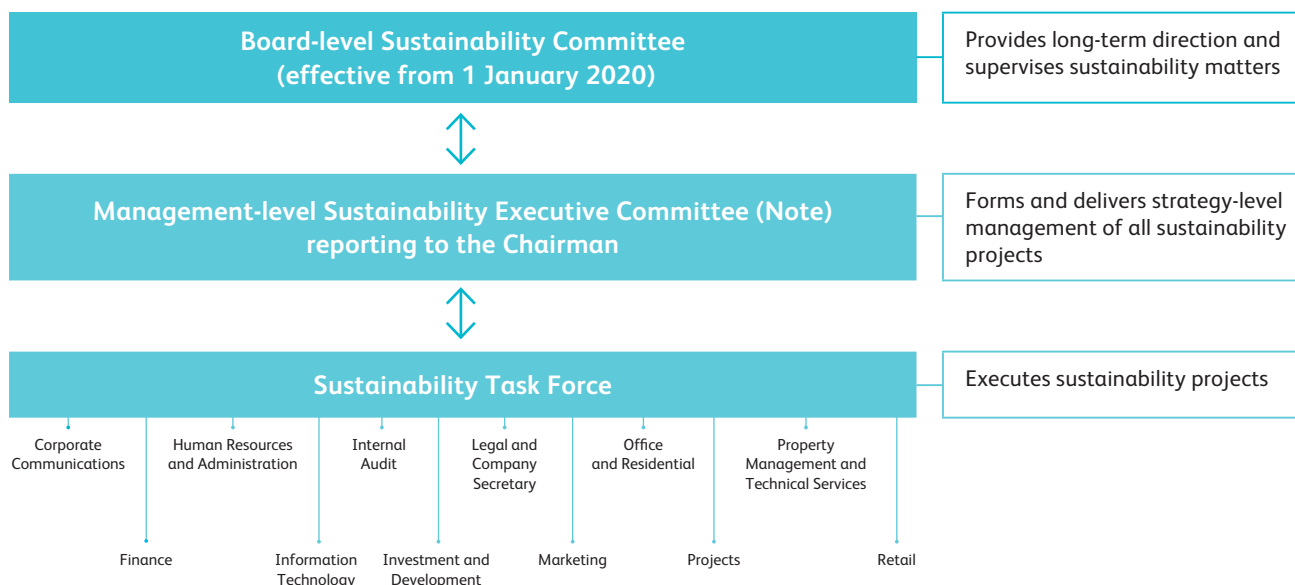 Board-level Sustainability Committee
(effective from 1 January 2020)
Provides long-term direction and
supervises sustainability matters
Management-level Sustainability Executive Committee (Note)
reporting to the Chairman
Forms and delivers strategy-level
management of all sustainability
projects
Sustainability Task Force
Executes sustainability projects
Corporate
Communications
Human Resources
and Administration
Internal
Audit
Legal and
Company
Secretary
Office
and Residential
Property
Management and
Technical Services
Finance
Information
Technology
Investment and
Development
Marketing
Projects
Retail